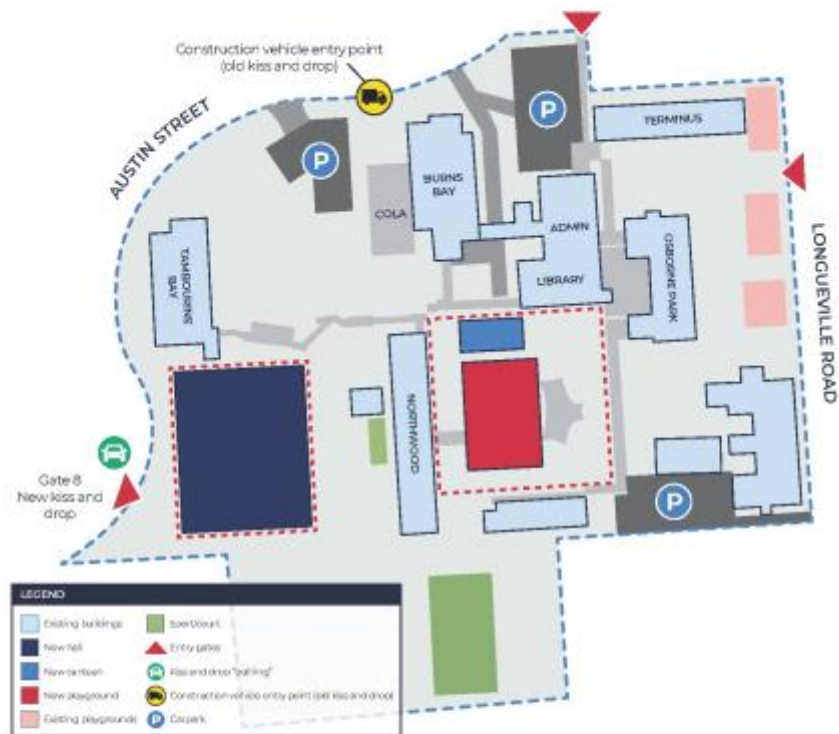 Construction vehicle entry point
(old kiss and drop)
AUSTIN STREET
P
P
TERMINUS
BURNS
BAY
COLA
ADMIN
LIBRARY
OSBORNE PARK
TAMBOURINE
BAY
LONGUEVILLE ROAD
NORTHWOOD
Gate 8
New kiss and
drop
P
LEGEND
Existing buildings
New hall
New canteen
New playground
Existing playgrounds
Sport court
Entry gates
Kiss and drop
Construction vehicle entry point (old kiss and drop)
P
Carpark